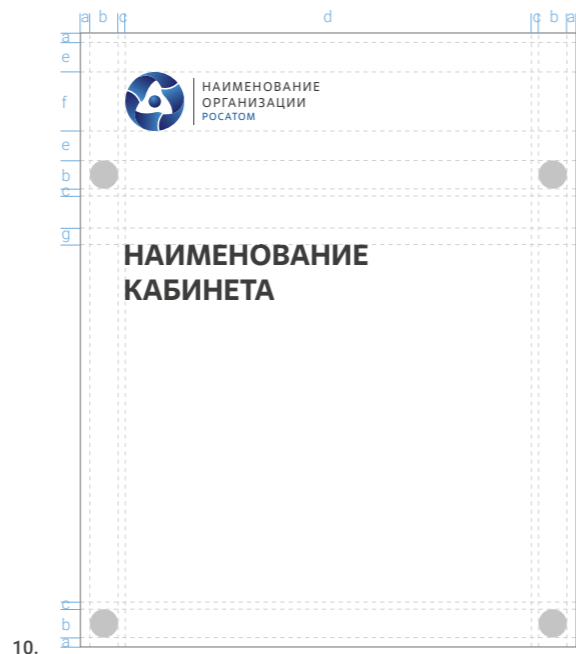 a b c d c b a
a
e
f
e
b
c
g
c
b
a
НАИМЕНОВАНИЕ
ОРГАНИЗАЦИИ
РОСАТОМ
НАИМЕНОВАНИЕ
КАБИНЕТА
10.